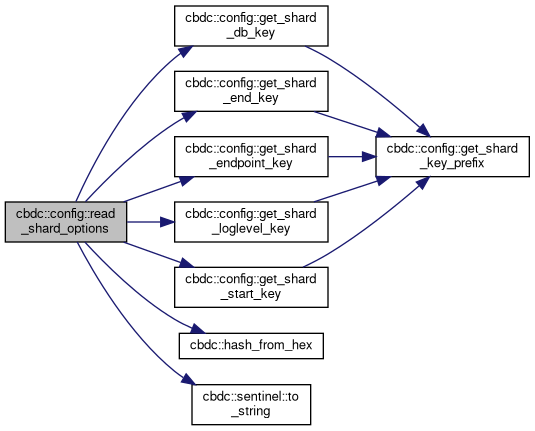 cbdc::config::read
_shard_options
cbdc::config::get_shard
_db_key
cbdc::config::get_shard
_end_key
cbdc::config::get_shard
_endpoint_key
cbdc::config::get_shard
_loglevel_key
cbdc::config::get_shard
_start_key
cbdc::hash_from_hex
cbdc::sentinel::to
_string
cbdc::config::get_shard
_key_prefix